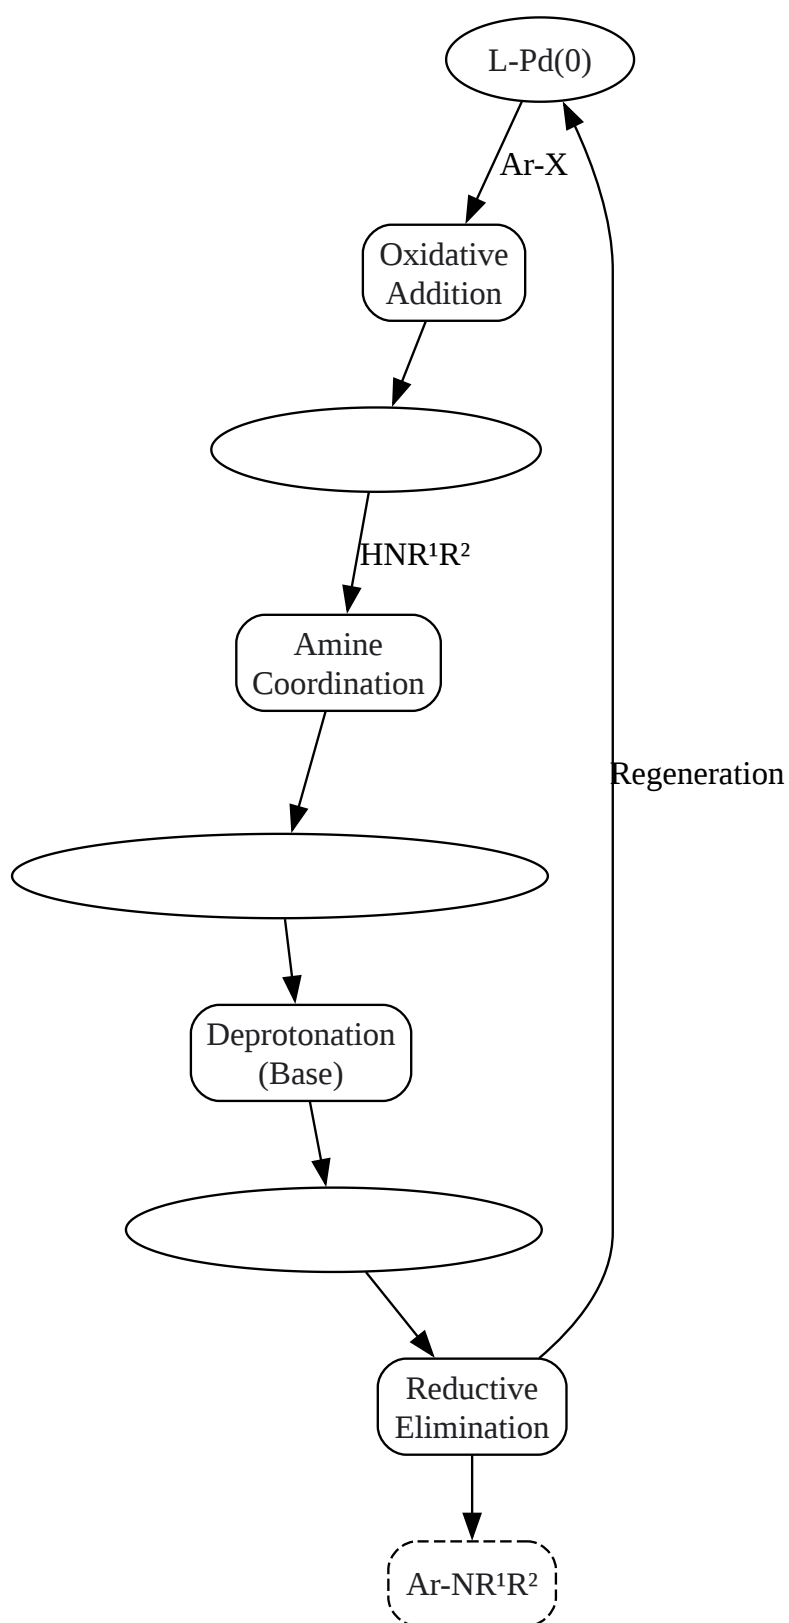 L-Pd(0)
Ar-X
Oxidative
Addition
HNR¹R²
Amine
Coordination
Regeneration
Deprotonation
(Base)
Reductive
Elimination
Ar-NR¹R²